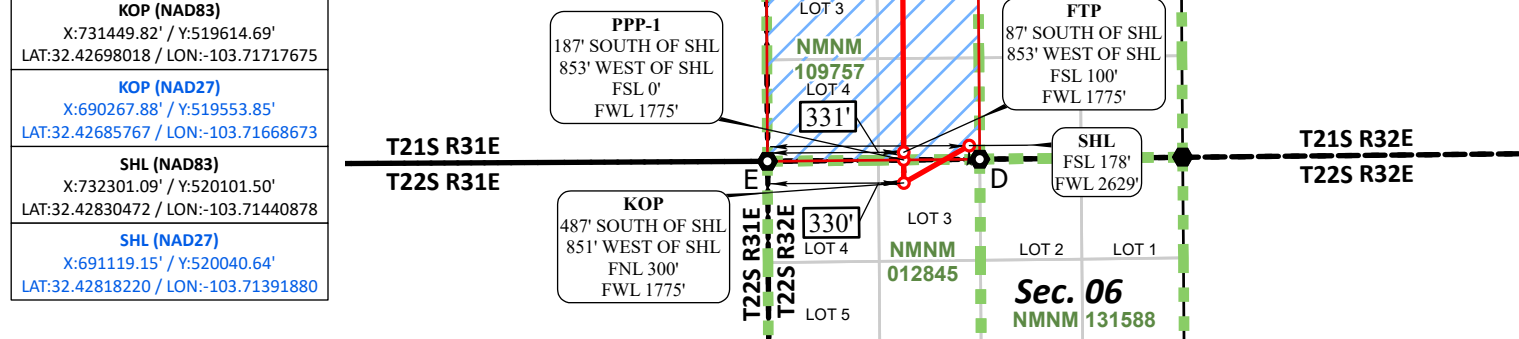 KOP (NAD83)
X:731449.82' / Y:519614.69'
LAT:32.42698018 / LON:-103.71717675
KOP (NAD27)
X:690267.88' / Y:519553.85'
LAT:32.42685767 / LON:-103.71668673
SHL (NAD83)
X:732301.09' / Y:520101.50'
LAT:32.42830472 / LON:-103.71440878
SHL (NAD27)
X:691119.15' / Y:520040.64'
LAT:32.42818220 / LON:-103.71391880
T21S R31E
T22S R31E
PPP-1
187' SOUTH OF SHL
853' WEST OF SHL
FSL 0'
FWL 1775'
KOP
487' SOUTH OF SHL
851' WEST OF SHL
FNL 300'
FWL 1775'
LOT 3
NMNM
109757
LOT 4
331'
E
D
T22S R31E
T22S R32E
330'
LOT 4
LOT 3
NMNM
012845
LOT 5
FTP
87' SOUTH OF SHL
853' WEST OF SHL
FSL 100'
FWL 1775'
SHL
FSL 178'
FWL 2629'
LOT 2
LOT 1
Sec. 06
NMNM 131588
T21S R32E
T22S R32E